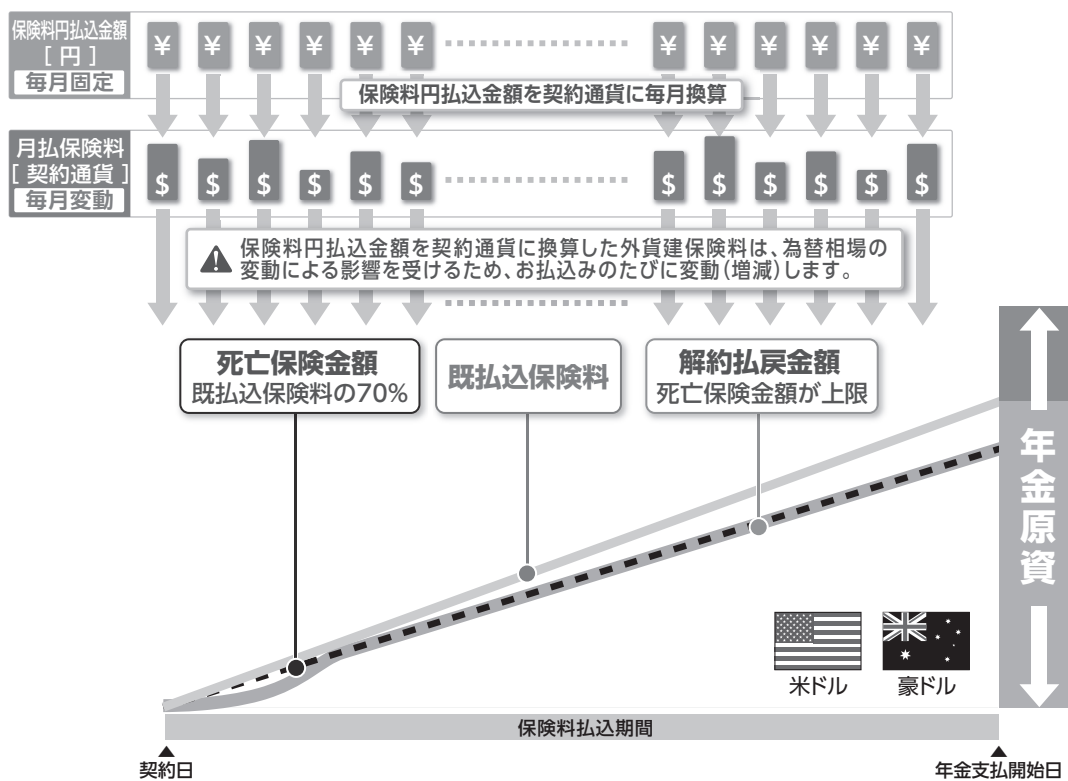 保険料円払込金額
[ 円 ]
毎月固定
¥ ¥ ¥ ¥ ¥ ¥ ¥ ¥ ¥ ¥ ¥ ¥
保険料円払込金額を契約通貨に毎月換算
月払保険料
[ 契約通貨 ]
毎月変動
$ $ $ $ $ $ $ $ $ $ $ $
保険料円払込金額を契約通貨に換算した外貨建保険料は、為替相場の
変動による影響を受けるため、お払込みのたびに変動(増減)します。
死亡保険金額
既払込保険料の70%
既払込保険料
解約払戻金額
死亡保険金額が上限
年金原資
米ドル
豪ドル
保険料払込期間
契約日
年金支払開始日